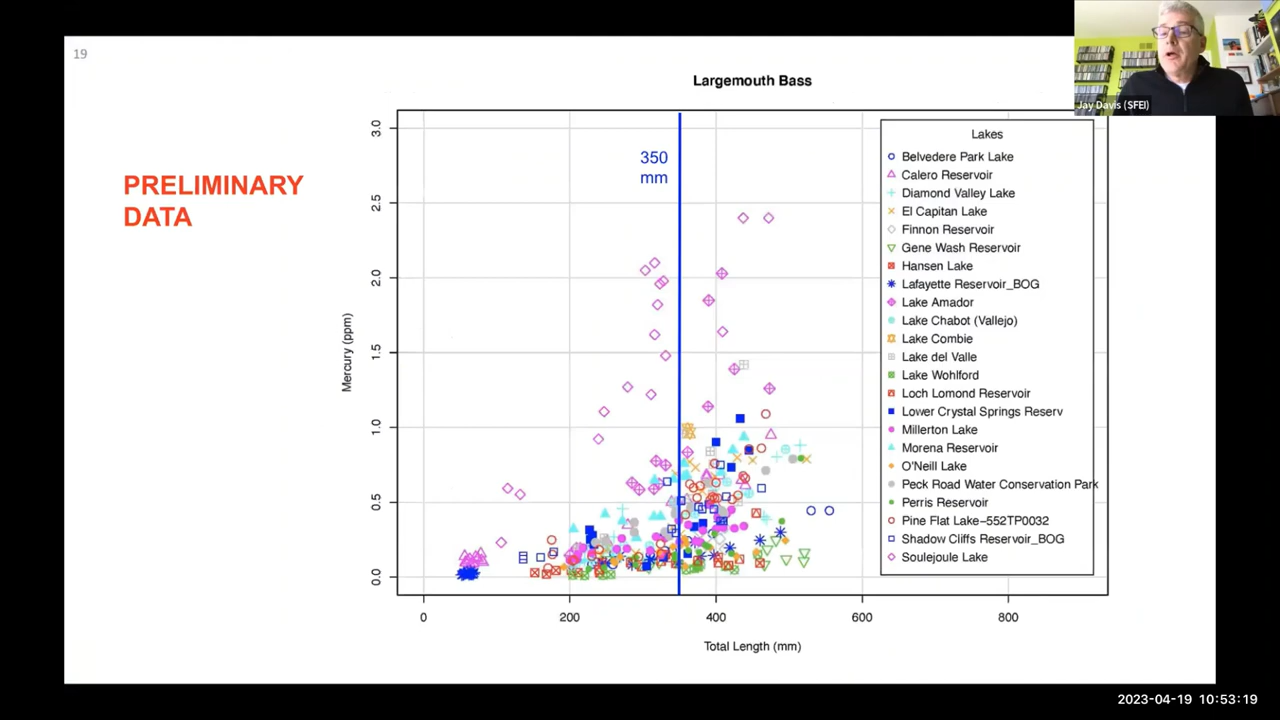 19
Largemouth Bass
Jay Davis (SFEI)
PRELIMINARY
DATA
350
mm
3.0
2.5
2.0
1.5
1.0
0.5
0.0
Mercury (ppm)
0
200
400
600
800
Total Length (mm)
Lakes
Belvedere Park Lake
Calero Reservoir
Diamond Valley Lake
El Capitan Lake
Finnon Reservoir
Gene Wash Reservoir
Hansen Lake
Lafayette Reservoir_BOG
Lake Amador
Lake Chabot (Vallejo)
Lake Combie
Lake del Valle
Lake Wohlford
Loch Lomond Reservoir
Lower Crystal Springs Reserv
Millerton Lake
Morena Reservoir
O'Neill Lake
Peck Road Water Conservation Park
Perris Reservoir
Pine Flat Lake−552TP0032
Shadow Cliffs Reservoir_BOG
Soulejoule Lake
2023-04-19 10:53:19